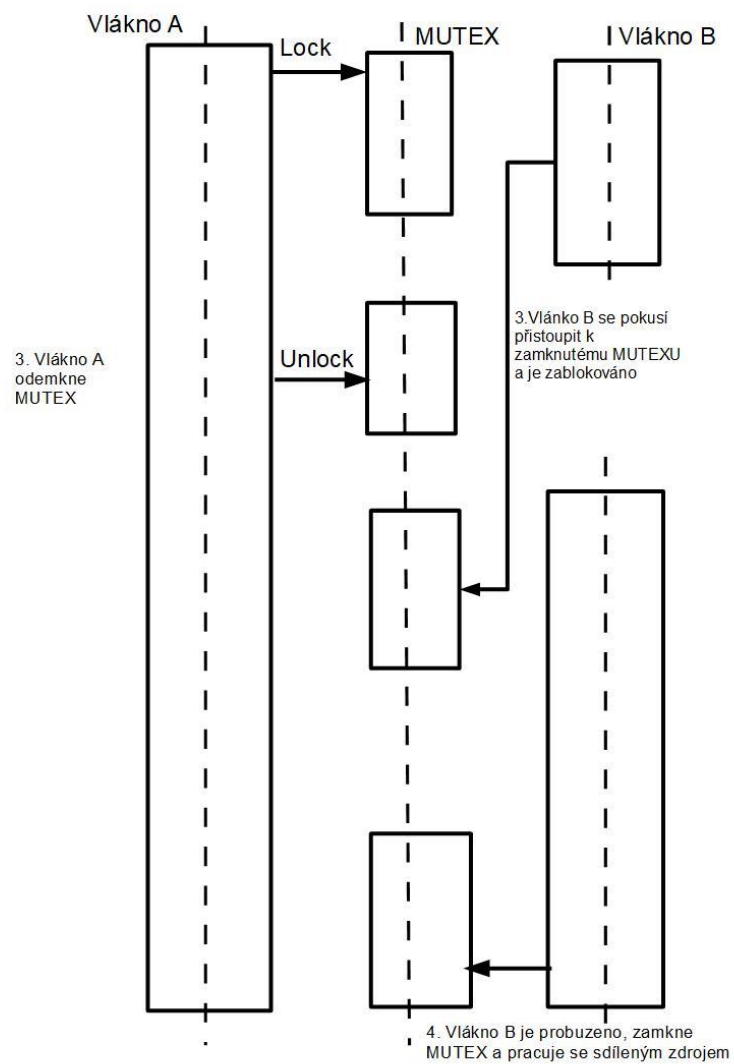 Vlákno A
MUTEX
Vlákno B
Lock
3.Vlánko B se pokusí
přistoupit k
zamknutému MUTEXU
a je zablokováno
3. Vlákno A
odemkne
MUTEX
Unlock
4. Vlákno B je probuzeno, zamkne
MUTEX a pracuje se sdíleným zdrojem